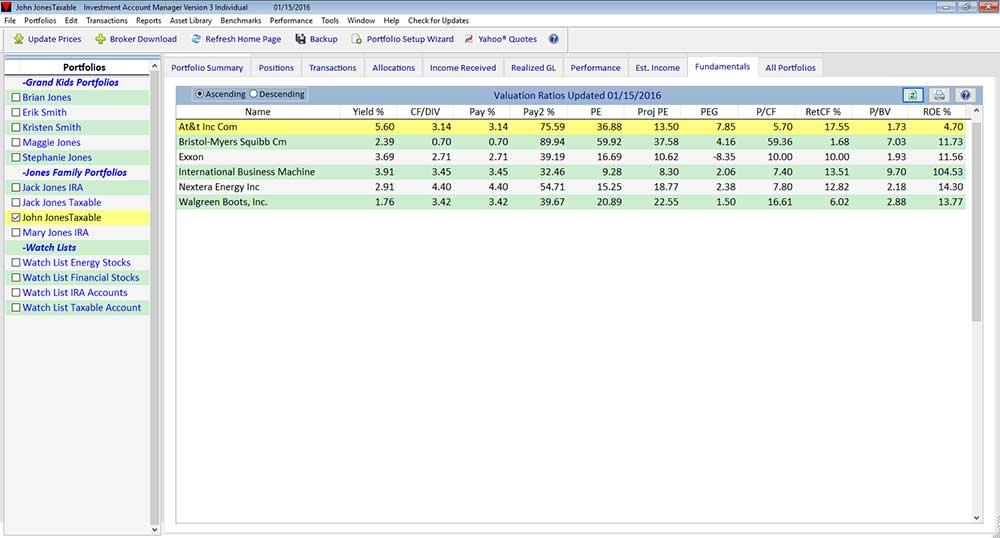 John JonesTaxable Investment Account Manager Version 3 Individual 01/15/2016
File Portfolios Edit Transactions Reports Asset Library Benchmarks Performance Tools Window Help Check for Updates
Update Prices Broker Download Refresh Home Page Backup Portfolio Setup Wizard Yahoo® Quotes ?
Portfolios
-Grand Kids Portfolios
Brian Jones
Erik Smith
Kristen Smith
Maggie Jones
Stephanie Jones
-Jones Family Portfolios
Jack Jones IRA
Jack Jones Taxable
John JonesTaxable
Mary Jones IRA
-Watch Lists
Watch List Energy Stocks
Watch List Financial Stocks
Watch List IRA Accounts
Watch List Taxable Account
Portfolio Summary Positions Transactions Allocations Income Received Realized GL Performance Est. Income Fundamentals All Portfolios
Ascending Descending Valuation Ratios Updated 01/15/2016 ?
Name Yield % CF/DIV Pay % Pay2 % PE Proj PE PEG P/CF RetCF % P/BV ROE %
At&t Inc Com 5.60 3.14 3.14 75.59 36.88 13.50 7.85 5.70 17.55 1.73 4.70
Bristol-Myers Squibb Cm 2.39 0.70 0.70 89.94 59.92 37.58 4.16 59.36 1.68 7.03 11.73
Exxon 3.69 2.71 2.71 39.19 16.69 10.62 -8.35 10.00 10.00 1.93 11.56
International Business Machine 3.91 3.45 3.45 32.46 9.28 8.30 2.06 7.40 13.51 9.70 104.53
Nextera Energy Inc 2.91 4.40 4.40 54.71 15.25 18.77 2.38 7.80 12.82 2.18 14.30
Walgreen Boots, Inc. 1.76 3.42 3.42 39.67 20.89 22.55 1.50 16.61 6.02 2.88 13.77